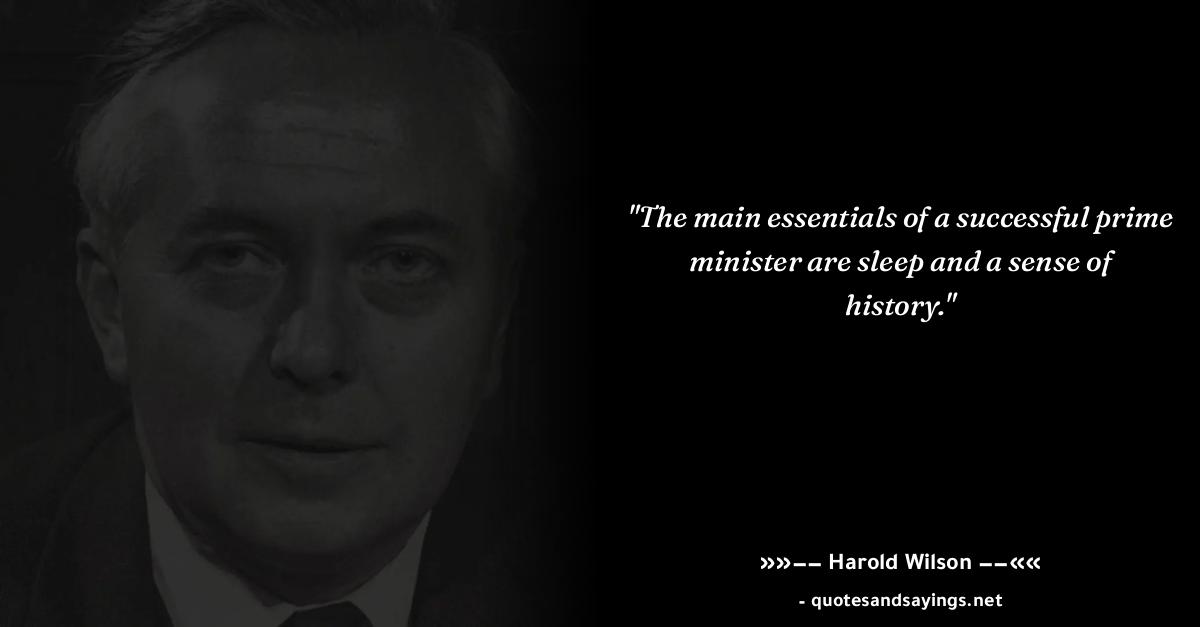 "The main essentials of a successful prime
minister are sleep and a sense of
history."
»»−− Harold Wilson −−««
- quotesandsayings.net